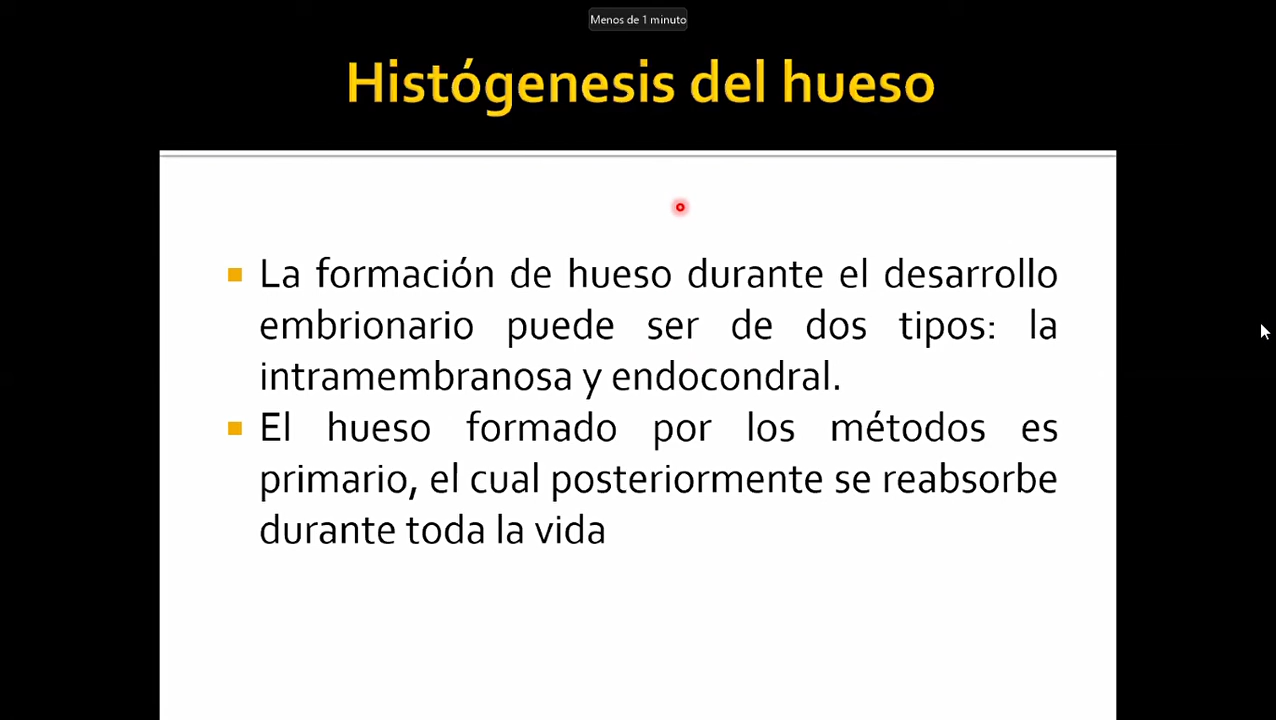 Menos de 1 minuto
Histógenesis del hueso
La formación de hueso durante el desarrollo
embrionario puede ser de dos tipos: la
intramembranosa y endocondral.
El hueso formado por los métodos es
primario, el cual posteriormente se reabsorbe
durante toda la vida